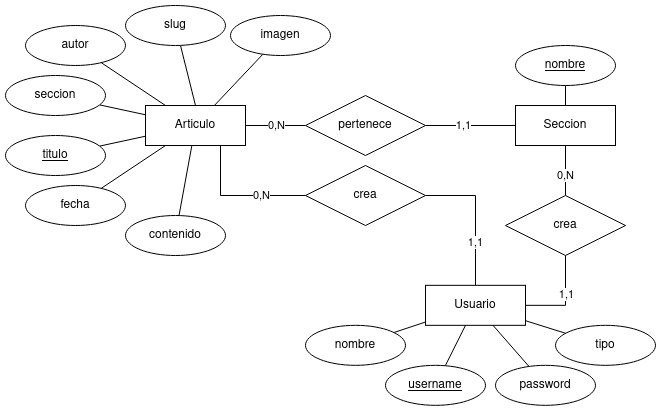 slug
autor
imagen
seccion
nombre
Articulo
0,N
pertenece
1,1
Seccion
titulo
0,N
crea
0,N
fecha
crea
contenido
1,1
1,1
Usuario
nombre
tipo
username
password